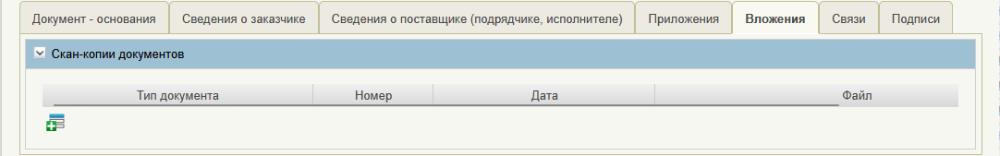 Документ - основания Сведения о заказчике Сведения о поставщике (подрядчике, исполнителе) Приложения Вложения Связи Подписи
Скан-копии документов
Тип документа Номер Дата Файл